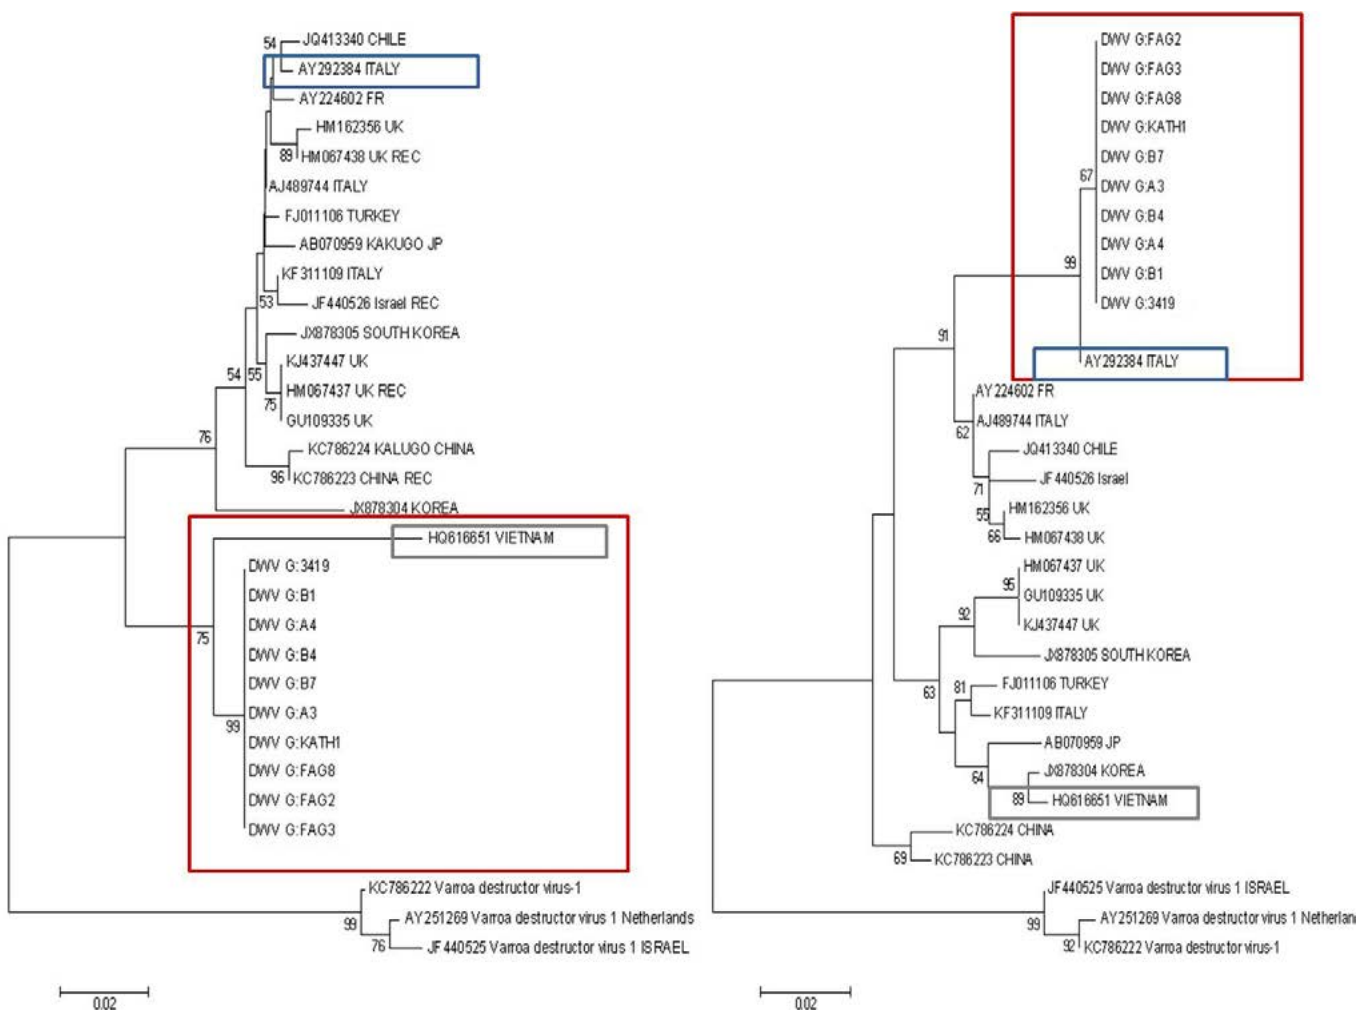 54
JQ413340 CHILE
AY292384 ITALY
AY224602 FR
HM162356 UK
89
HM067438 UK REC
AJ489744 ITALY
FJ011106 TURKEY
AB070959 KAKUGO JP
KF311109 ITALY
53
JF440526 Israel REC
JX878305 SOUTH KOREA
KJ437447 UK
54
55
HM067437 UK REC
75
GU109335 UK
76
KC786224 KALUGO CHINA
96
KC786223 CHINA REC
JX878304 KOREA
HQ616651 VIETNAM
DWV G:3419
DWV G:B1
DWV G:A4
75
DWV G:B4
DWV G:B7
DWV G:A3
99
DWV G:KATH1
DWV G:FAG8
DWV G:FAG2
DWV G:FAG3
KC786222 Varroa destructor virus-1
99
AY251269 Varroa destructor virus 1 Netherlands
76
JF440525 Varroa destructor virus 1 ISRAEL
0.02
DWV G:FAG2
DWV G:FAG3
DWV G:FAG8
DWV G:KATH1
DWV G:B7
67
DWV G:A3
DWV G:B4
DWV G:A4
99
DWV G:B1
DWV G:3419
91
AY292384 ITALY
AY224602 FR
AJ489744 ITALY
62
JQ413340 CHILE
JF440526 Israel
71
HM162356 UK
55
66
HM067438 UK
HM067437 UK
95
GU109335 UK
92
KJ437447 UK
JX878305 SOUTH KOREA
FJ011106 TURKEY
81
63
KF311109 ITALY
AB070959 JP
JX878304 KOREA
64
89
HQ616651 VIETNAM
KC786224 CHINA
69
KC786223 CHINA
JF440525 Varroa destructor virus 1 ISRAEL
99
AY251269 Varroa destructor virus 1 Netherlan
92
KC786222 Varroa destructor virus-1
0.02